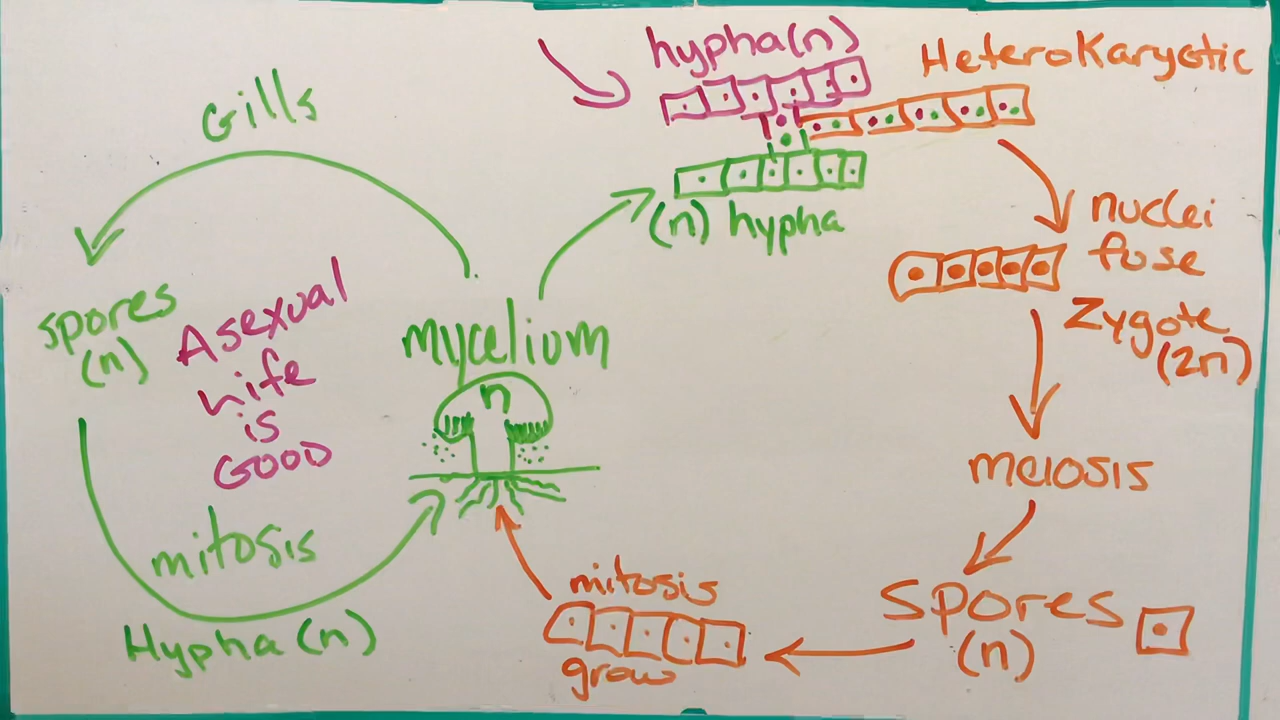 Gills
spores
(n)
Asexual
Life
is
GOOD
mitosis
Hypha (n)
mycelium
n
hypha(n)
(n) hypha
HeteroKaryotic
nuclei
fuse
Zygote
(2n)
meiosis
spores
(n)
mitosis
grow